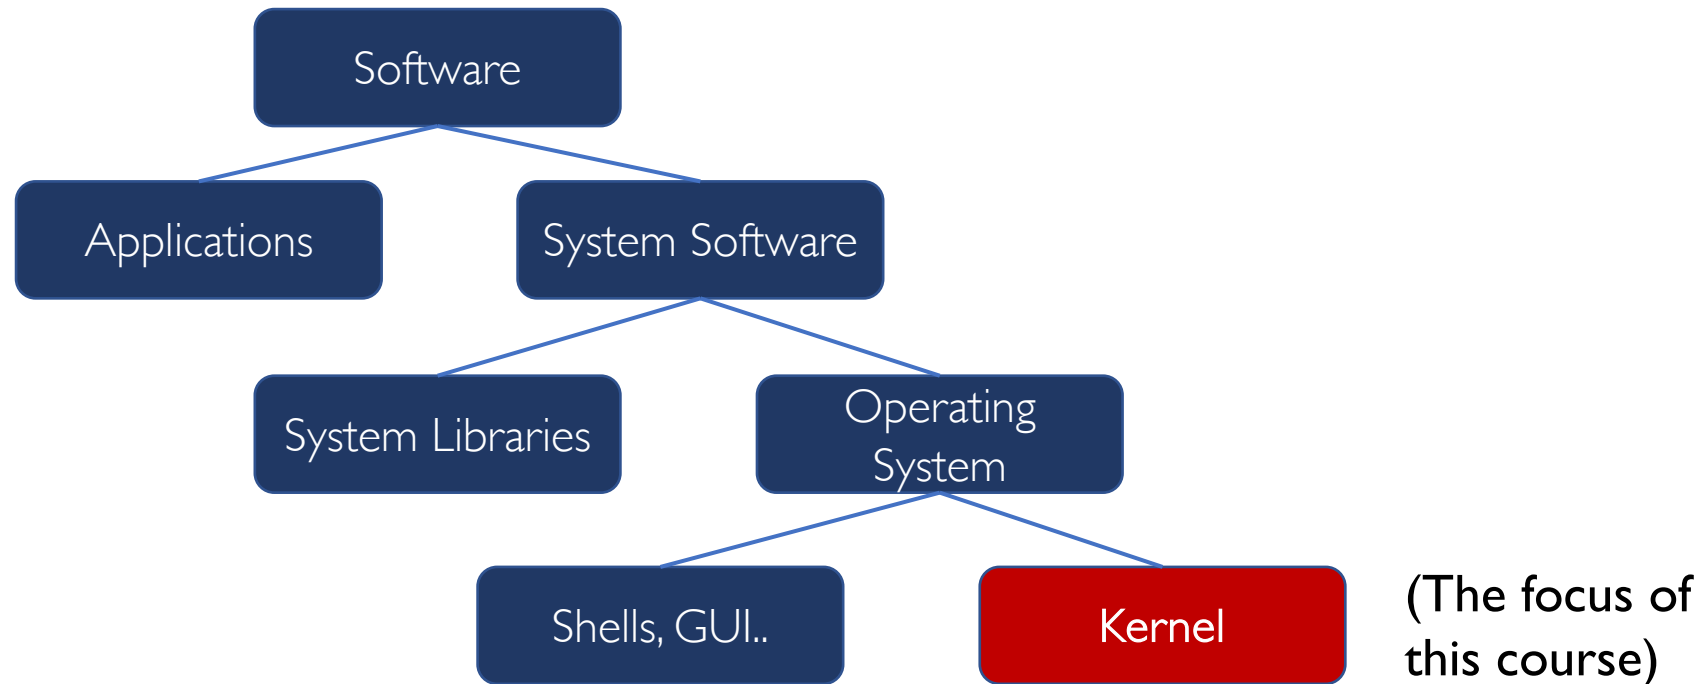 Software
Applications
System Software
System Libraries
Operating
System
Shells, GUI..
Kernel
(The focus of
this course)